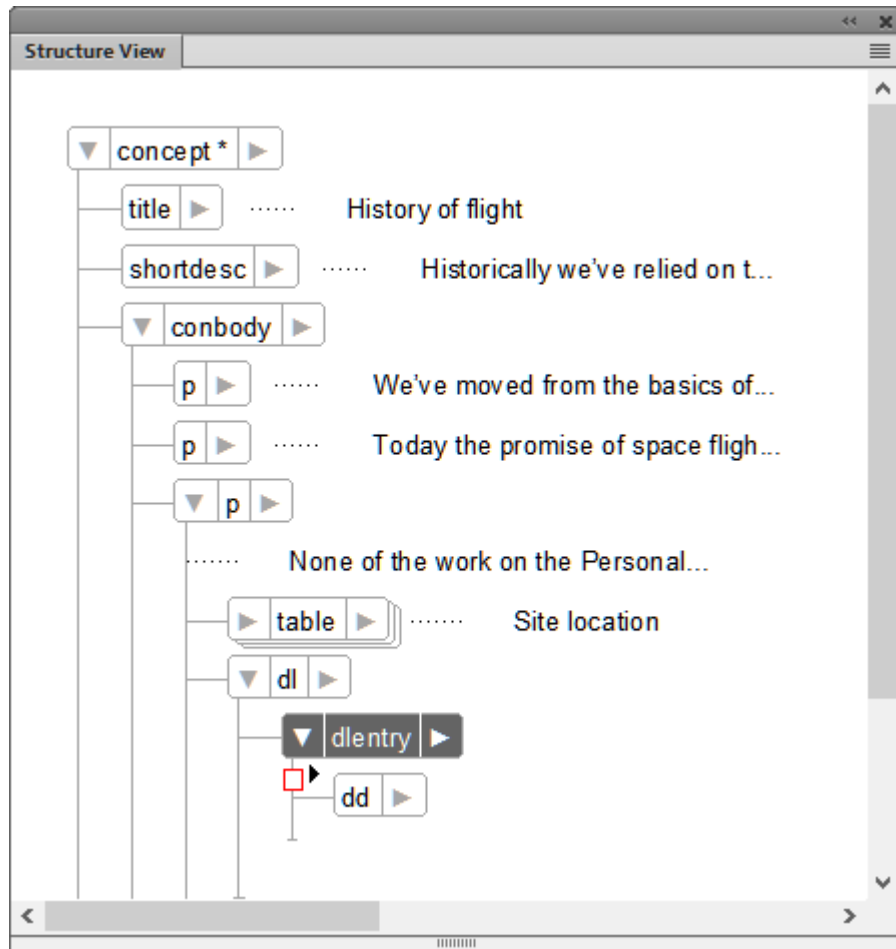 Structure View
concept *
title ...... History of flight
shortdesc ...... Historically we've relied on t...
conbody
p ...... We've moved from the basics of...
p ...... Today the promise of space fligh...
p
....... None of the work on the Personal...
table ....... Site location
dl
dlentry
dd